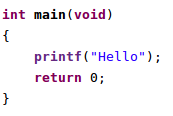 int main(void)
{
    printf("Hello");
    return 0;
}